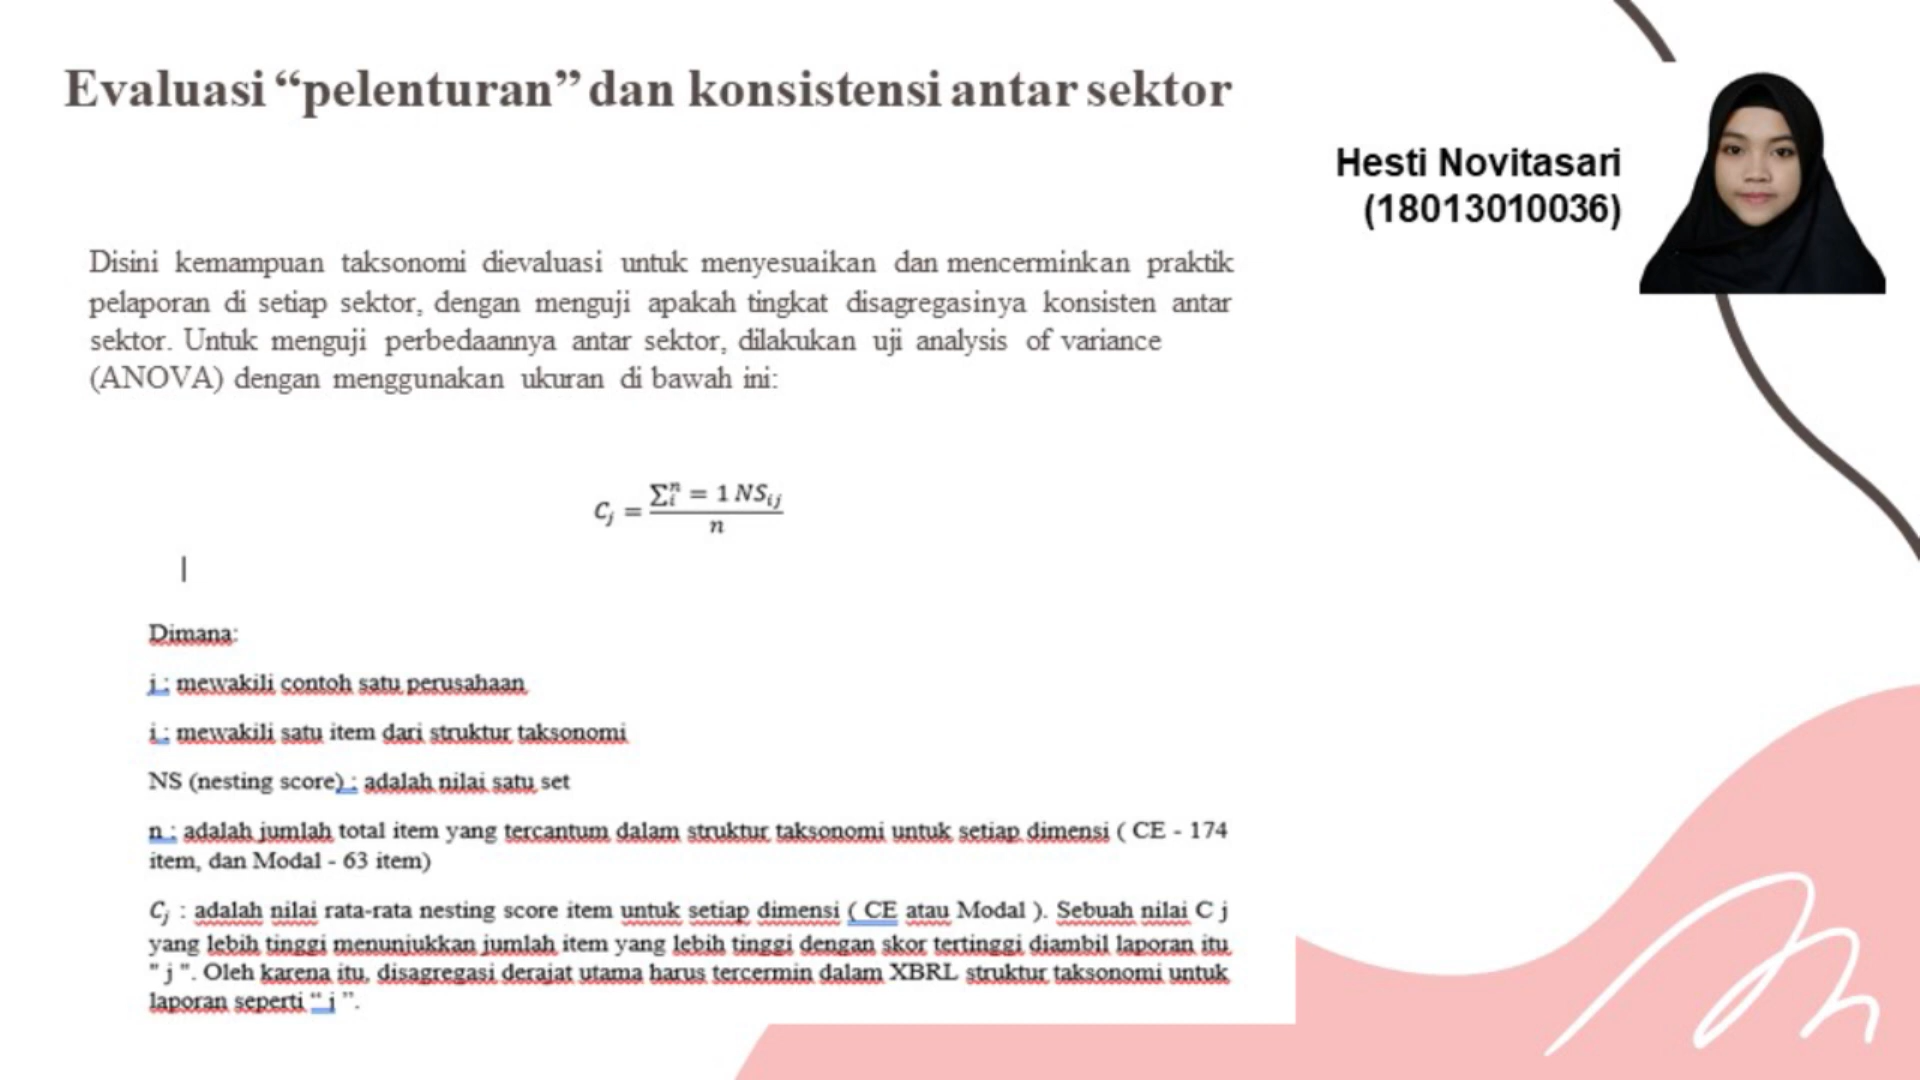 Evaluasi “pelenturan” dan konsistensi antar sektor
Hesti Novitasari
(18013010036)
Disini kemampuan taksonomi dievaluasi untuk menyesuaikan dan mencerminkan praktik
pelaporan di setiap sektor, dengan menguji apakah tingkat disagregasinya konsisten antar
sektor. Untuk menguji perbedaannya antar sektor, dilakukan uji analysis of variance
(ANOVA) dengan menggunakan ukuran di bawah ini:
C_j = \frac{\sum_i^n = 1 NS_{ij}}{n}
Dimana:
j : mewakili contoh satu perusahaan
i : mewakili satu item dari struktur taksonomi
NS (nesting score) : adalah nilai satu set
n : adalah jumlah total item yang tercantum dalam struktur taksonomi untuk setiap dimensi ( CE - 174
item, dan Modal - 63 item)
C_j : adalah nilai rata-rata nesting score item untuk setiap dimensi ( CE atau Modal ). Sebuah nilai C j
yang lebih tinggi menunjukkan jumlah item yang lebih tinggi dengan skor tertinggi diambil laporan itu
" j ". Oleh karena itu, disagregasi derajat utama harus tercermin dalam XBRL struktur taksonomi untuk
laporan seperti “ j ”.